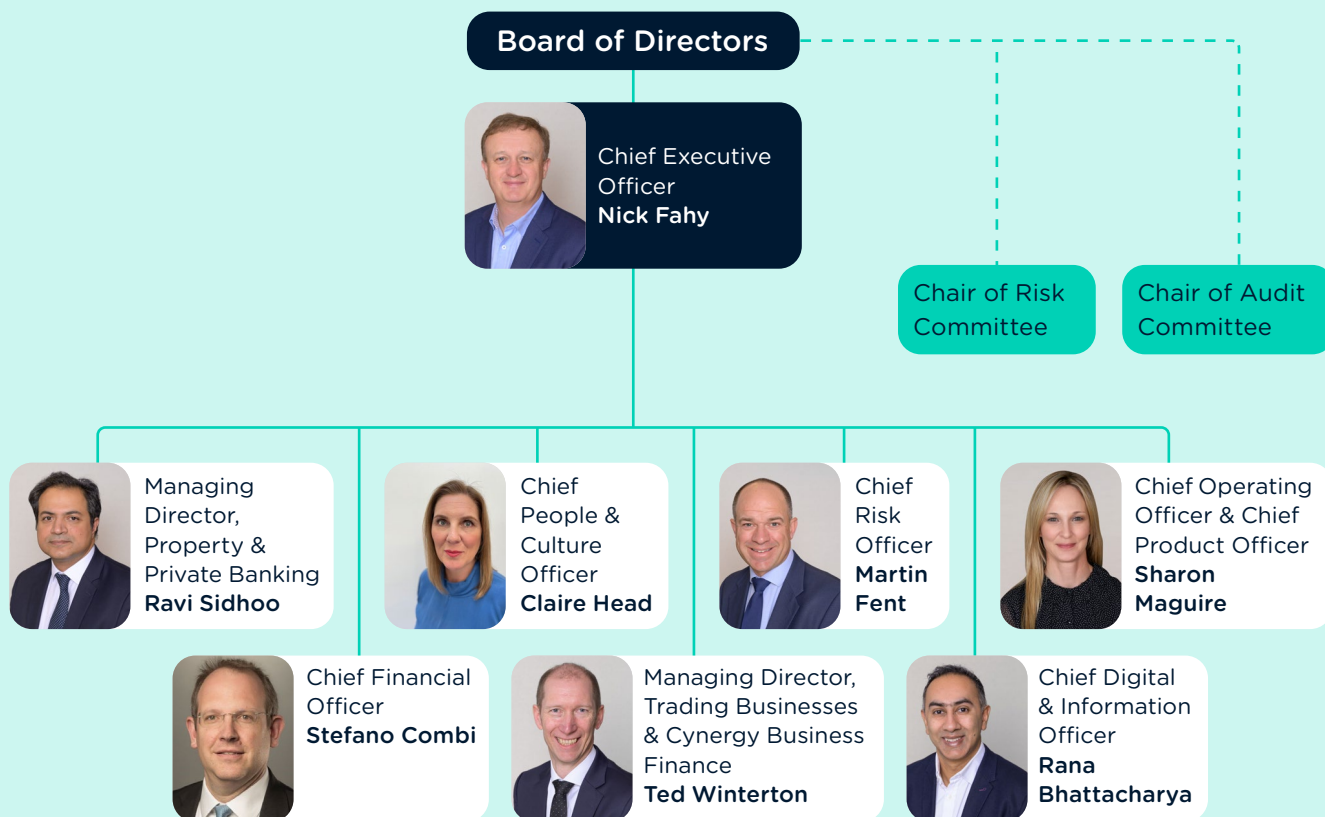 Board of Directors
Chief Executive
Officer
Nick Fahy
Chair of Risk
Committee
Chair of Audit
Committee
Managing
Director,
Property &
Private Banking
Ravi Sidhoo
Chief
People &
Culture
Officer
Claire Head
Chief
Risk
Officer
Martin
Fent
Chief Operating
Officer & Chief
Product Officer
Sharon
Maguire
Chief Financial
Officer
Stefano Combi
Managing Director,
Trading Businesses
& Cynergy Business
Finance
Ted Winterton
Chief Digital
& Information
Officer
Rana
Bhattacharya